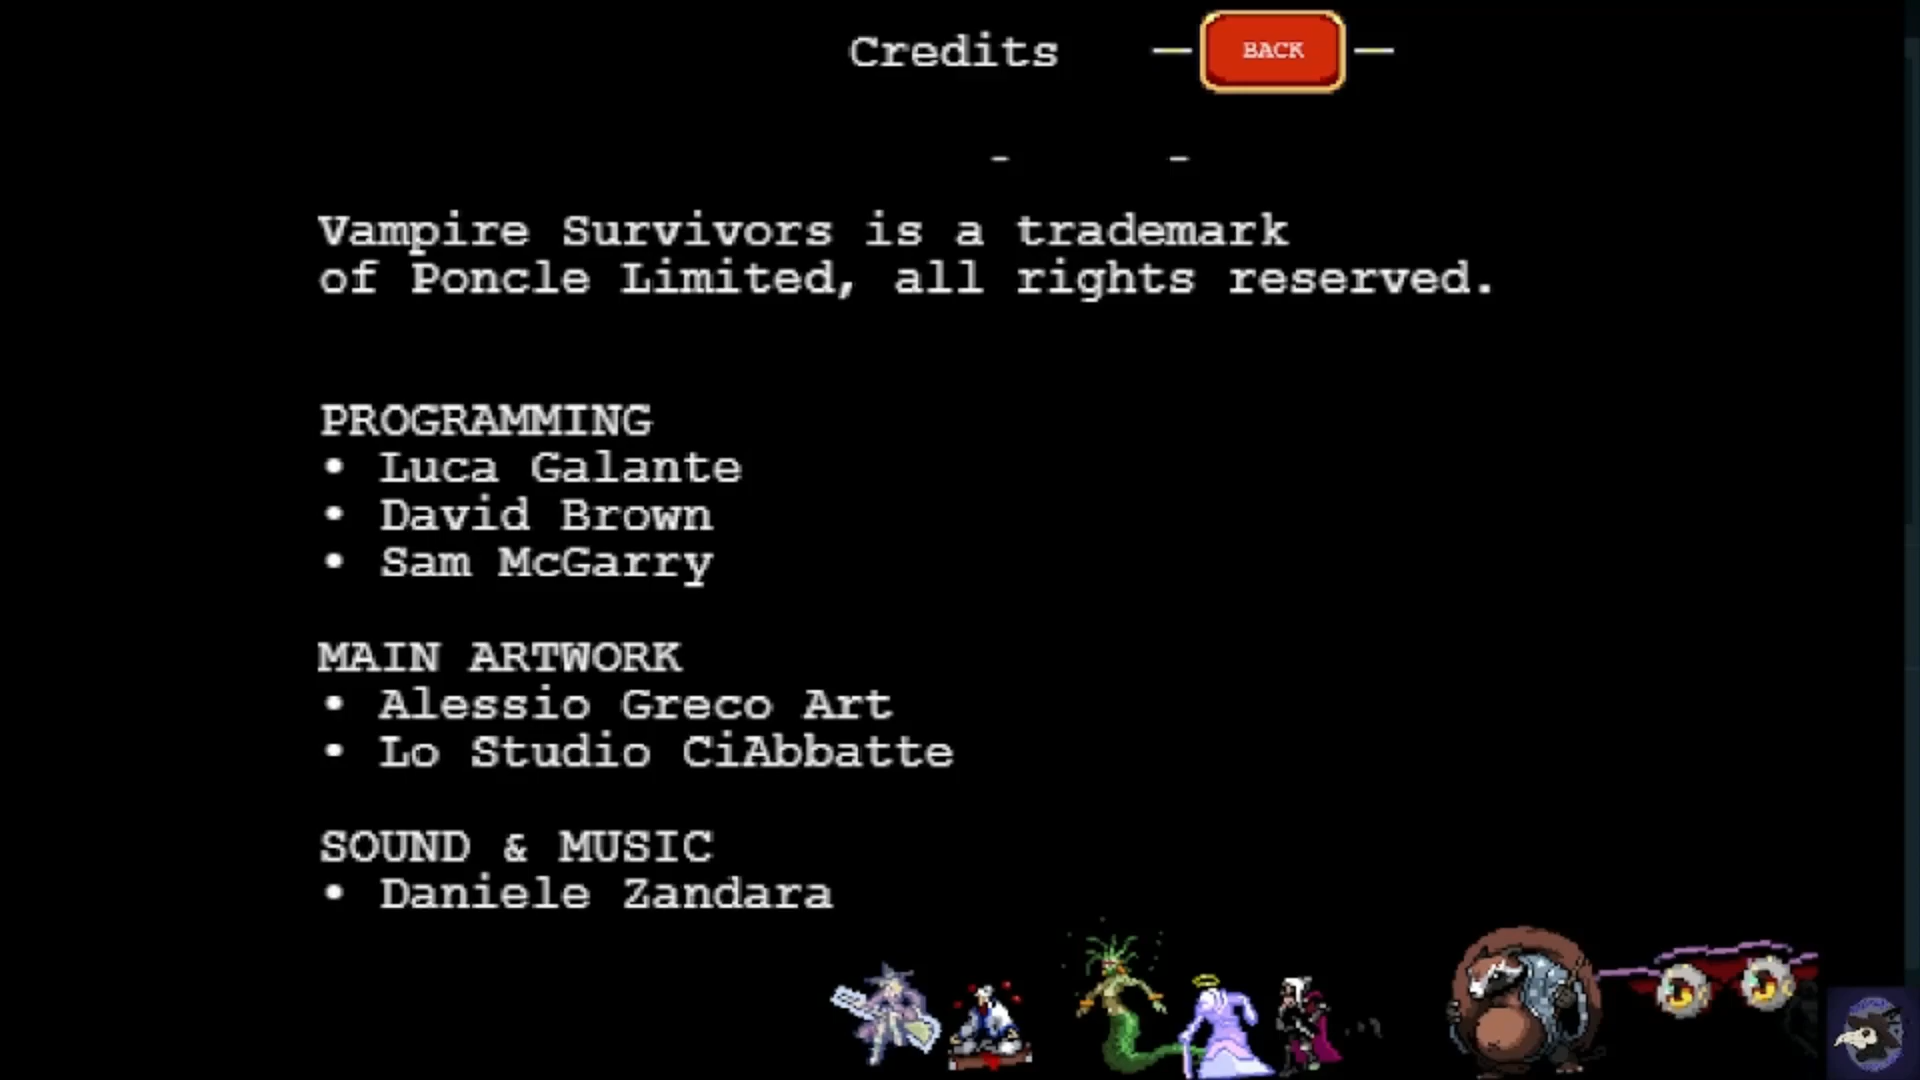 Credits
BACK
- -
Vampire Survivors is a trademark
of Poncle Limited, all rights reserved.
PROGRAMMING
• Luca Galante
• David Brown
• Sam McGarry
MAIN ARTWORK
• Alessio Greco Art
• Lo Studio CiAbbatte
SOUND & MUSIC
• Daniele Zandara